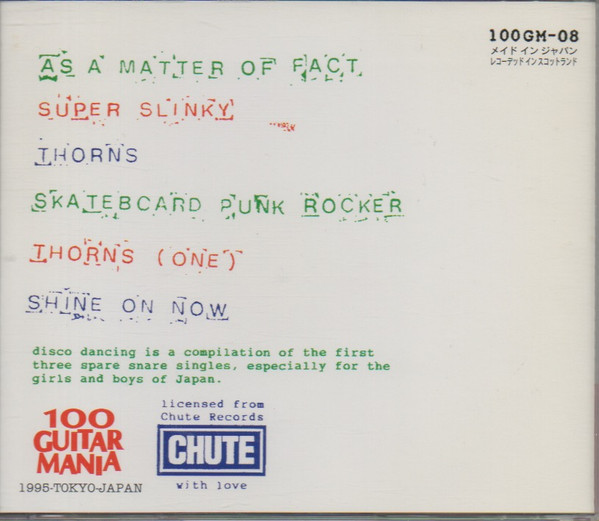 100GM-08
メイド イン ジャパン
レコーデッド イン スコットランド
AS A MATTER OF FACT
SUPER SLINKY
THORNS
SKATEBOARD PUNK ROCKER
THORNS (ONE)
SHINE ON NOW
disco dancing is a compilation of the first
three spare snare singles, especially for the
girls and boys of Japan.
100
GUITAR
MANIA
1995-TOKYO-JAPAN
licensed from
Chute Records
CHUTE
with love